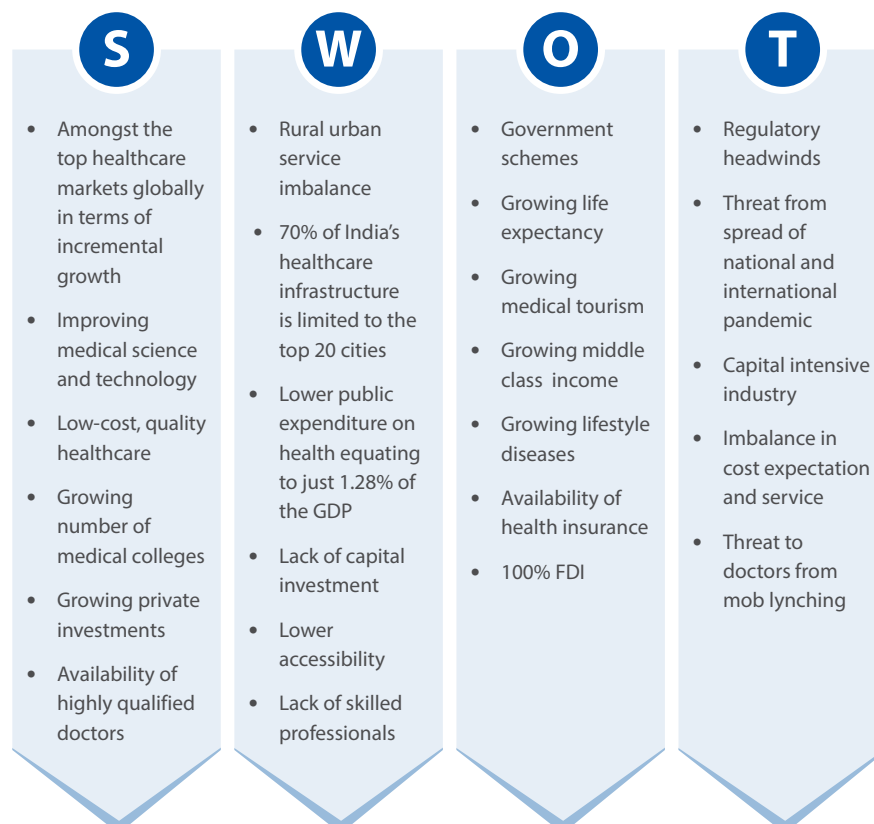 S
• Amongst the
top healthcare
markets globally
in terms of
incremental
growth
• Improving
medical science
and technology
• Low-cost, quality
healthcare
• Growing
number of
medical colleges
• Growing private
investments
• Availability of
highly qualified
doctors
W
• Rural urban
service
imbalance
• 70% of India’s
healthcare
infrastructure
is limited to the
top 20 cities
• Lower public
expenditure on
health equating
to just 1.28% of
the GDP
• Lack of capital
investment
• Lower
accessibility
• Lack of skilled
professionals
O
• Government
schemes
• Growing life
expectancy
• Growing
medical tourism
• Growing middle
class income
• Growing lifestyle
diseases
• Availability of
health insurance
• 100% FDI
T
• Regulatory
headwinds
• Threat from
spread of
national and
international
pandemic
• Capital intensive
industry
• Imbalance in
cost expectation
and service
• Threat to
doctors from
mob lynching